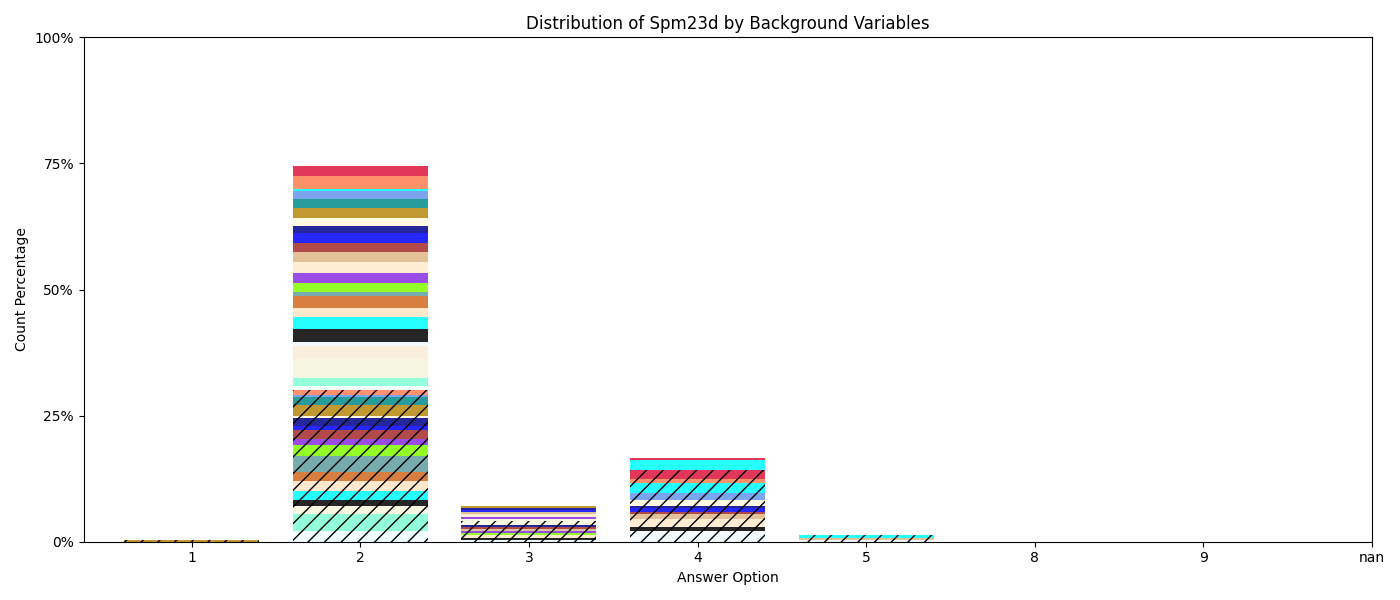 Distribution of Spm23d by Background Variables
100%
75%
50%
25%
0%
Count Percentage
1 2 3 4 5 8 9 nan
Answer Option